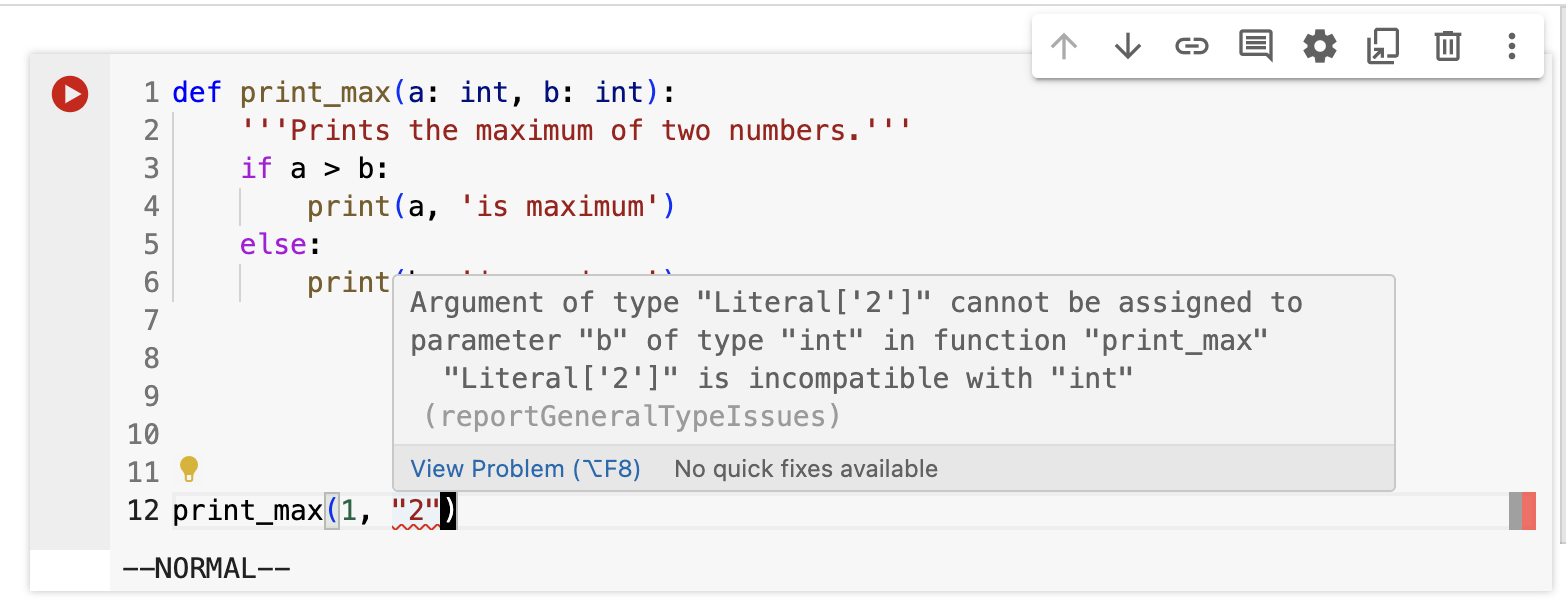 1 def print_max(a: int, b: int):
2     '''Prints the maximum of two numbers.'''
3     if a > b:
4         print(a, 'is maximum')
5     else:
6         print(
7
8
9
10
11
12 print_max(1, "2")
Argument of type "Literal['2']" cannot be assigned to
parameter "b" of type "int" in function "print_max"
  "Literal['2']" is incompatible with "int"
 (reportGeneralTypeIssues)
View Problem (⌥F8) No quick fixes available
--NORMAL--